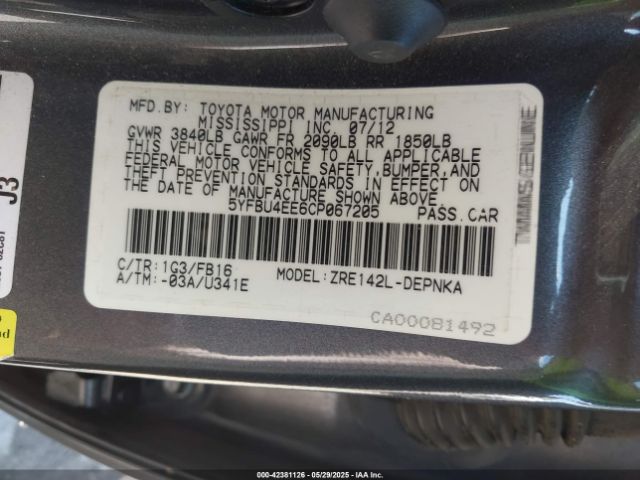 MFD.BY: TOYOTA MOTOR MANUFACTURING
MISSISSIPPI INC. 07/12
GVWR 3840LB GAWR FR 2090LB RR 1850LB
THIS VEHICLE CONFORMS TO ALL APPLICABLE
FEDERAL MOTOR VEHICLE SAFETY,BUMPER,AND
THEFT PREVENTION STANDARDS IN EFFECT ON
THE DATE OF MANUFACTURE SHOWN ABOVE.
5YFBU4EE6CP067205 PASS.CAR
C/TR:1G3/FB16 MODEL:ZRE142L-DEPNKA
A/TM:-03A/U341E
CA00081492
GENUINE
J3
000-42381126 - 05/29/2025 - IAA Inc.